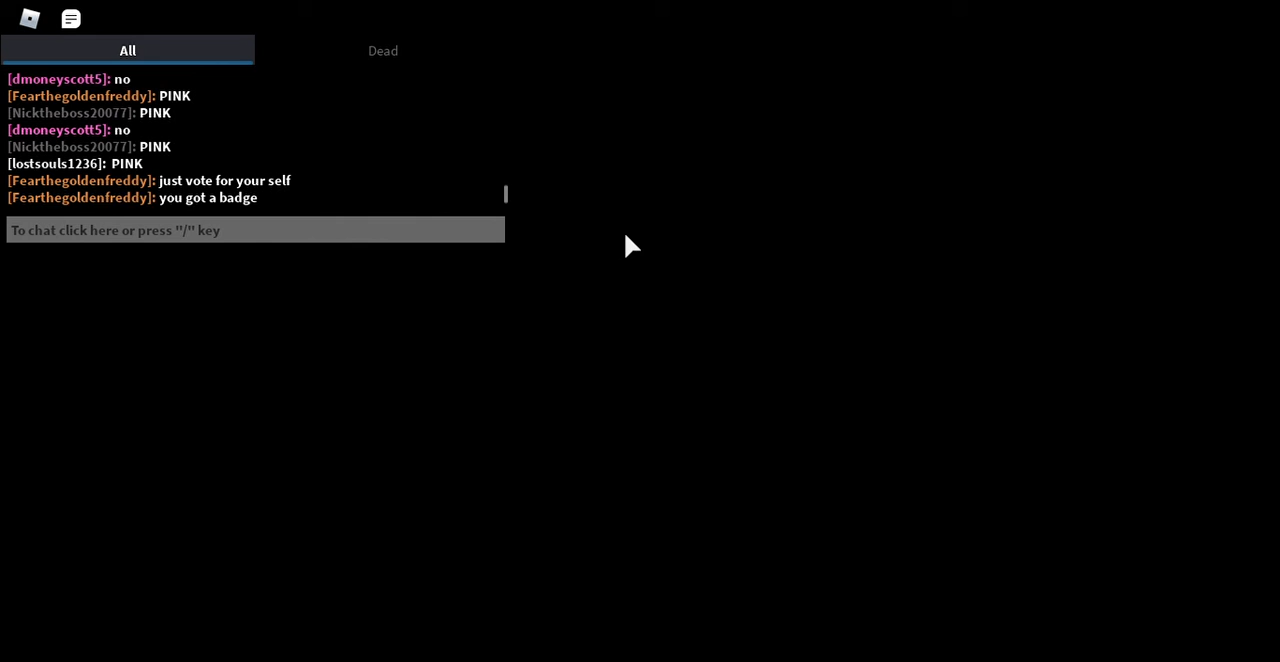 All
Dead
[dmoneyscott5]: no
[Fearthegoldenfreddy]: PINK
[Nicktheboss20077]: PINK
[dmoneyscott5]: no
[Nicktheboss20077]: PINK
[lostsouls1236]: PINK
[Fearthegoldenfreddy]: just vote for your self
[Fearthegoldenfreddy]: you got a badge
To chat click here or press "/" key